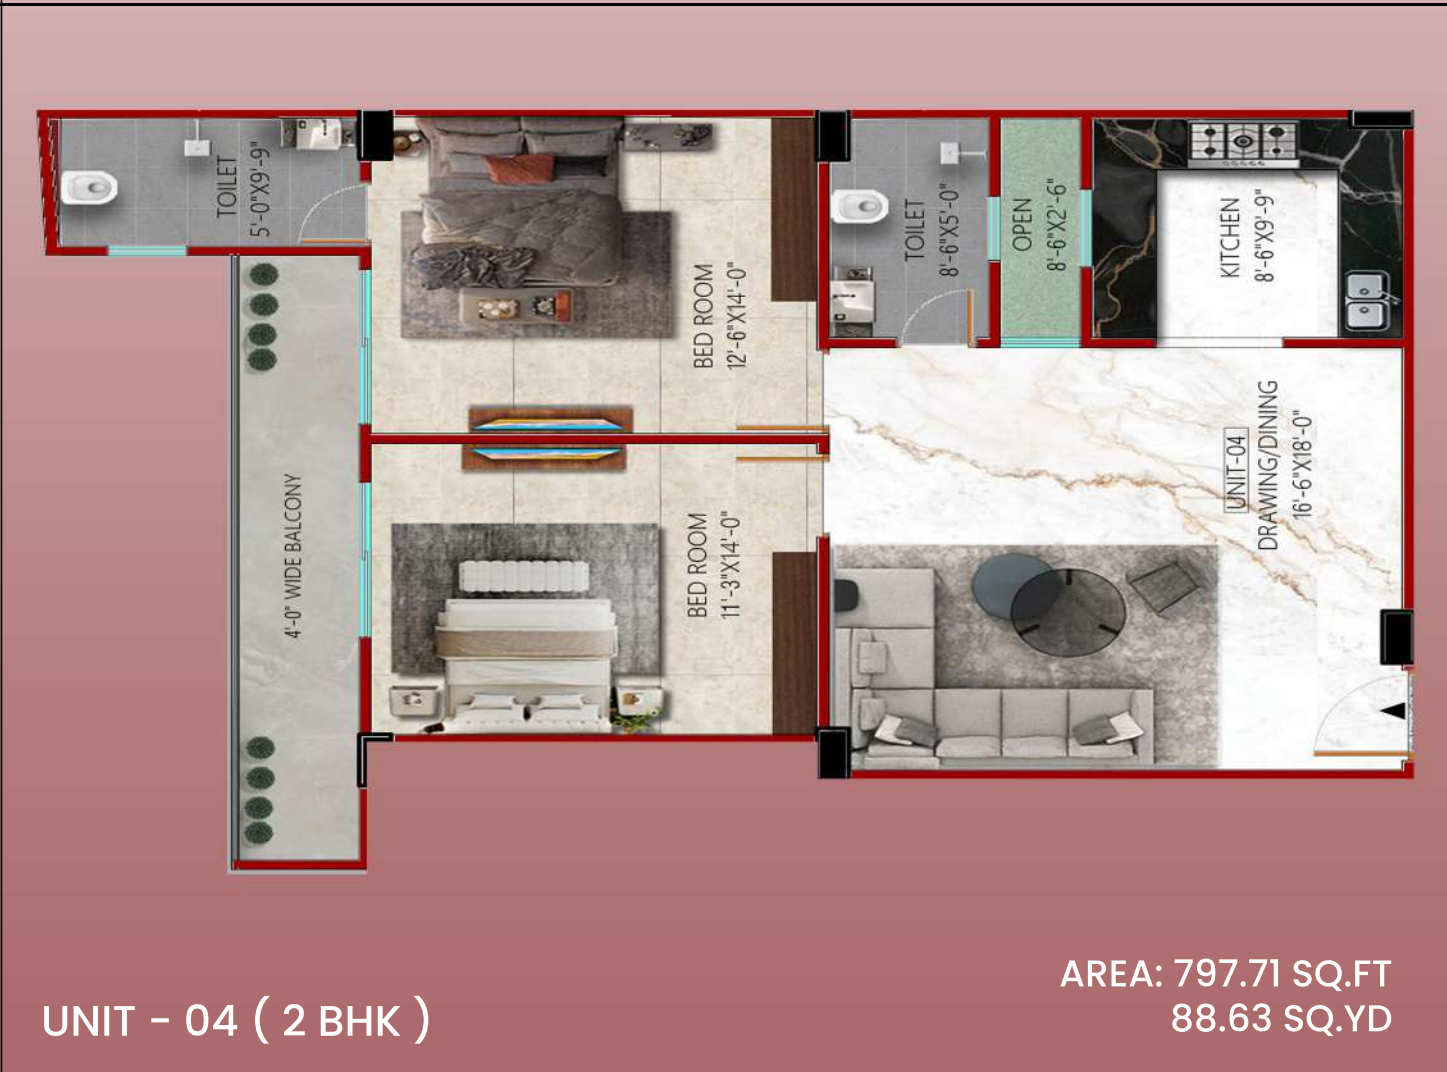 TOILET
5'-0"X9'-9"
BED ROOM
12'-6"X14'-0"
TOILET
8'-6"X5'-0"
OPEN
8'-6"X2'-6"
KITCHEN
8'-6"X9'-9"
4'-0" WIDE BALCONY
BED ROOM
11'-3"X14'-0"
UNIT-04
DRAWING/DINING
16'-6"X18'-0"
AREA: 797.71 SQ.FT
88.63 SQ.YD
UNIT - 04 ( 2 BHK )